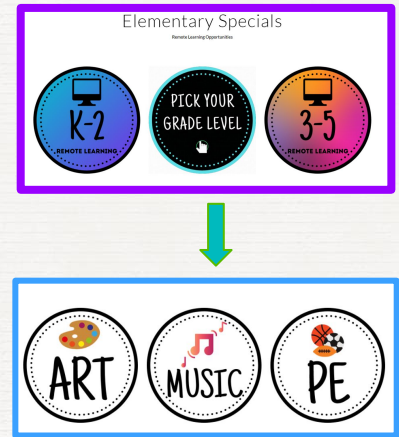 Elementary Specials
Remote Learning Opportunities
K-2
REMOTE LEARNING
PICK YOUR
GRADE LEVEL
3-5
REMOTE LEARNING
ART
MUSIC
PE